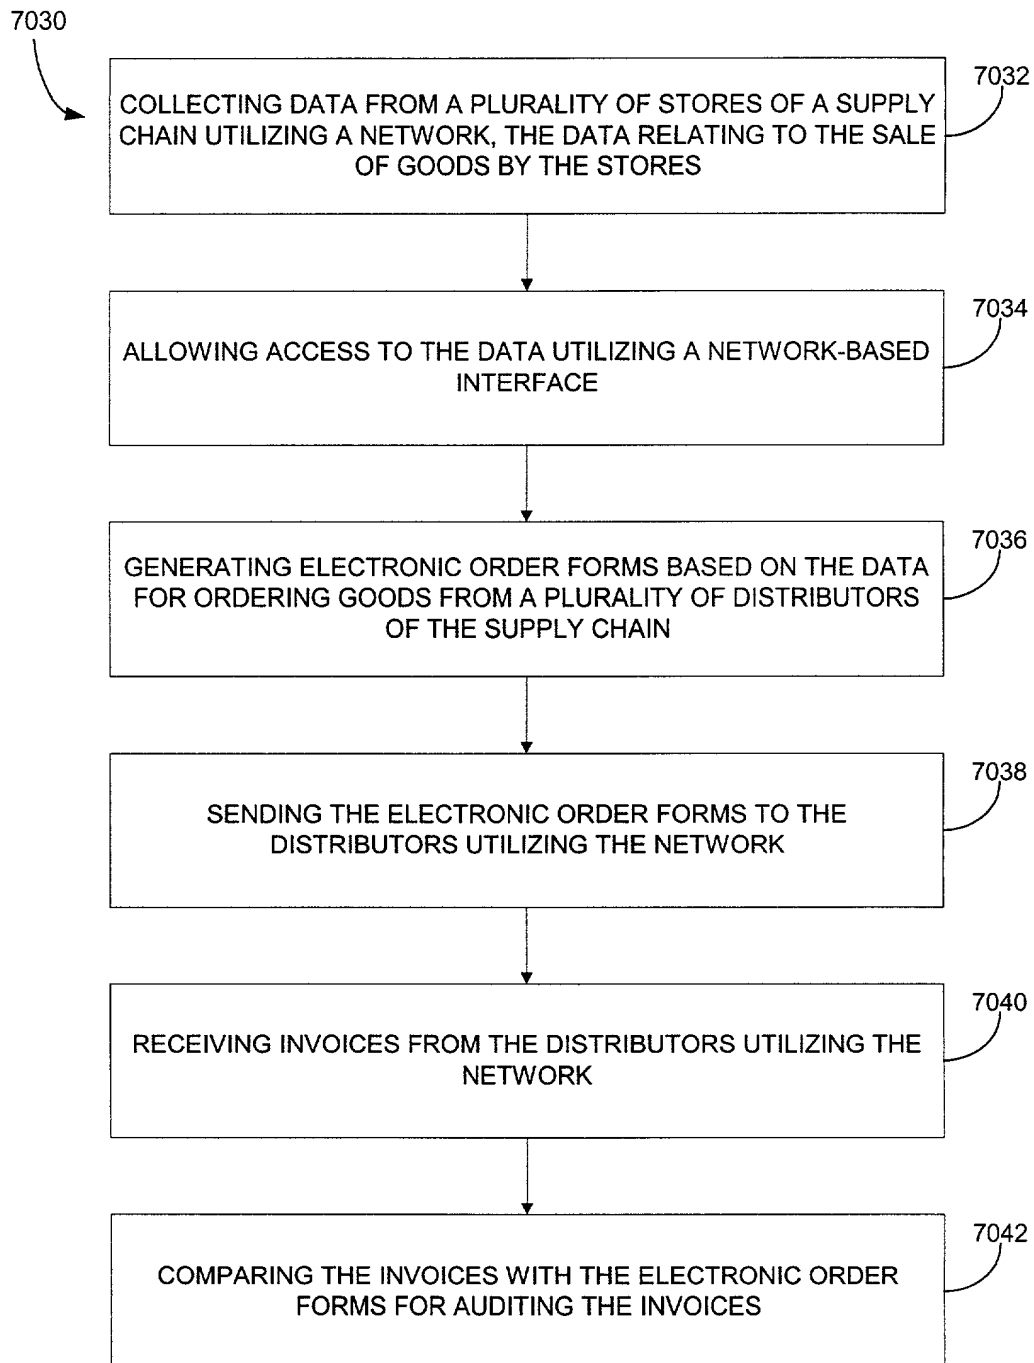 7030
7032
COLLECTING DATA FROM A PLURALITY OF STORES OF A SUPPLY
CHAIN UTILIZING A NETWORK, THE DATA RELATING TO THE SALE
OF GOODS BY THE STORES
7034
ALLOWING ACCESS TO THE DATA UTILIZING A NETWORK-BASED
INTERFACE
7036
GENERATING ELECTRONIC ORDER FORMS BASED ON THE DATA
FOR ORDERING GOODS FROM A PLURALITY OF DISTRIBUTORS
OF THE SUPPLY CHAIN
7038
SENDING THE ELECTRONIC ORDER FORMS TO THE
DISTRIBUTORS UTILIZING THE NETWORK
7040
RECEIVING INVOICES FROM THE DISTRIBUTORS UTILIZING THE
NETWORK
7042
COMPARING THE INVOICES WITH THE ELECTRONIC ORDER
FORMS FOR AUDITING THE INVOICES